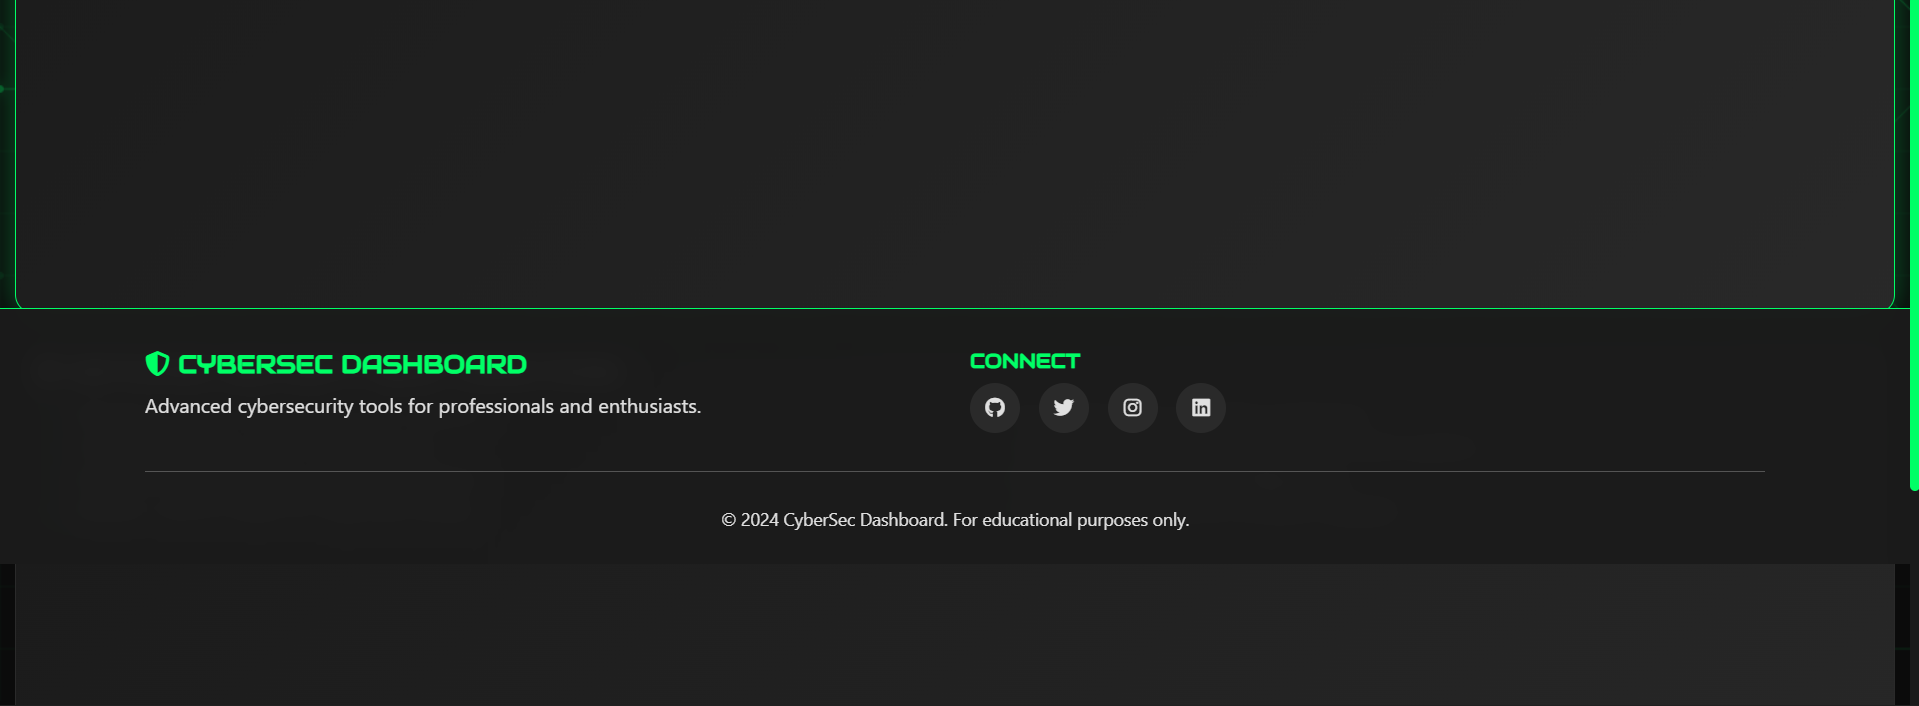 CYBERSEC DASHBOARD
Advanced cybersecurity tools for professionals and enthusiasts.
CONNECT
© 2024 CyberSec Dashboard. For educational purposes only.